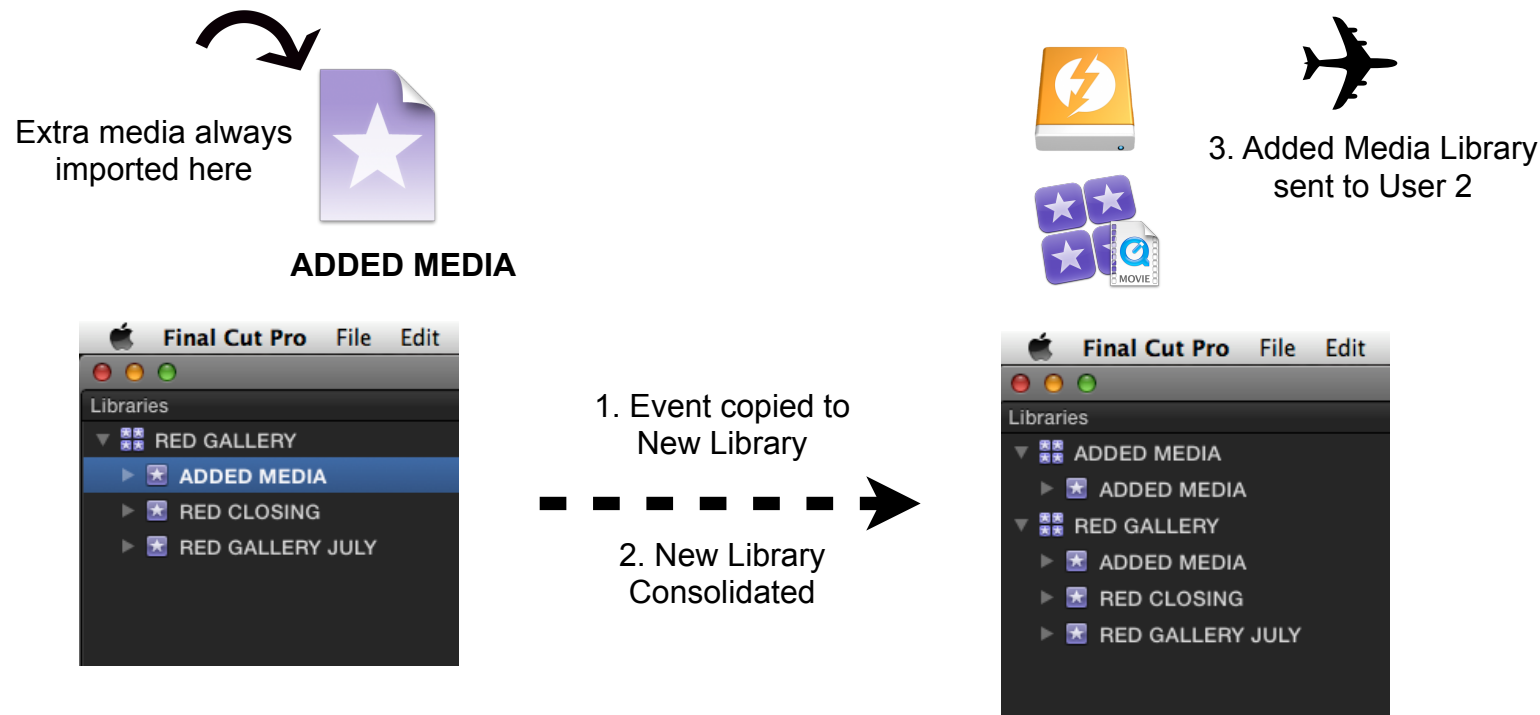 Extra media always
imported here
ADDED MEDIA
MOVIE
3. Added Media Library
sent to User 2
Final Cut Pro File Edit
Libraries
RED GALLERY
ADDED MEDIA
RED CLOSING
RED GALLERY JULY
1. Event copied to
New Library
2. New Library
Consolidated
Final Cut Pro File Edit
Libraries
ADDED MEDIA
ADDED MEDIA
RED GALLERY
ADDED MEDIA
RED CLOSING
RED GALLERY JULY